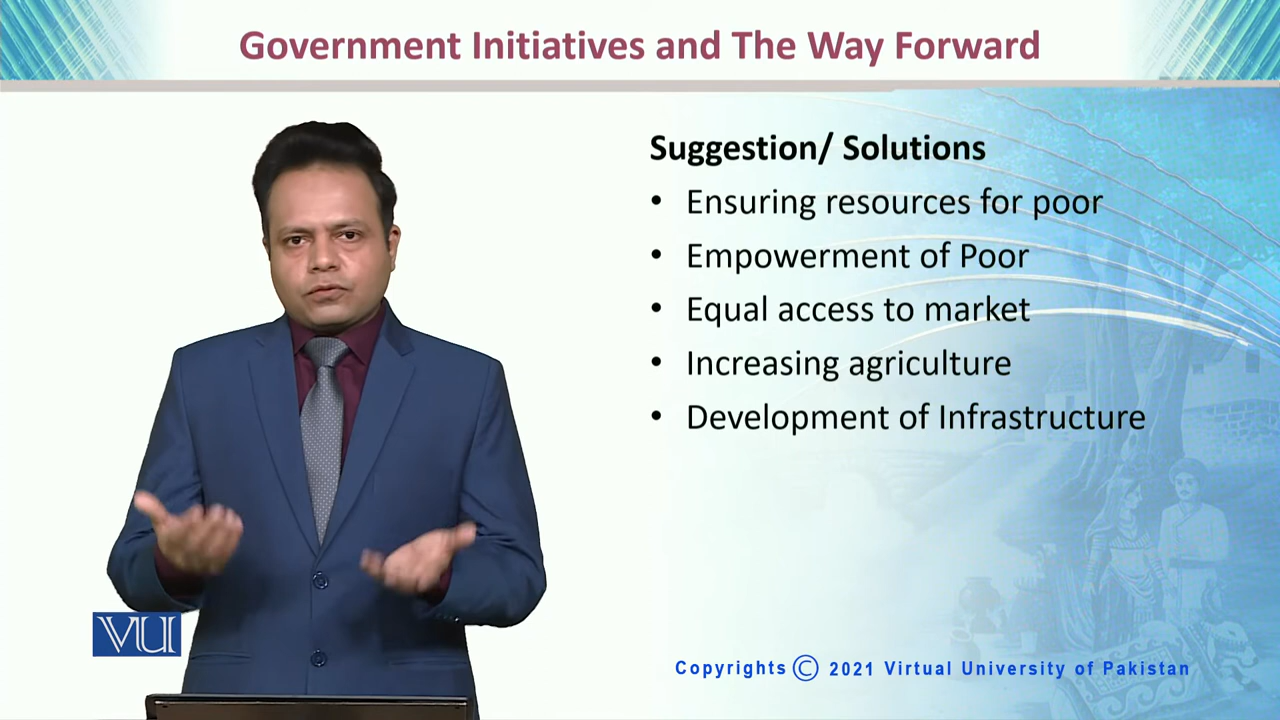 Government Initiatives and The Way Forward
Suggestion/ Solutions
• Ensuring resources for poor
• Empowerment of Poor
• Equal access to market
• Increasing agriculture
• Development of Infrastructure
VU
Copyrights © 2021 Virtual University of Pakistan